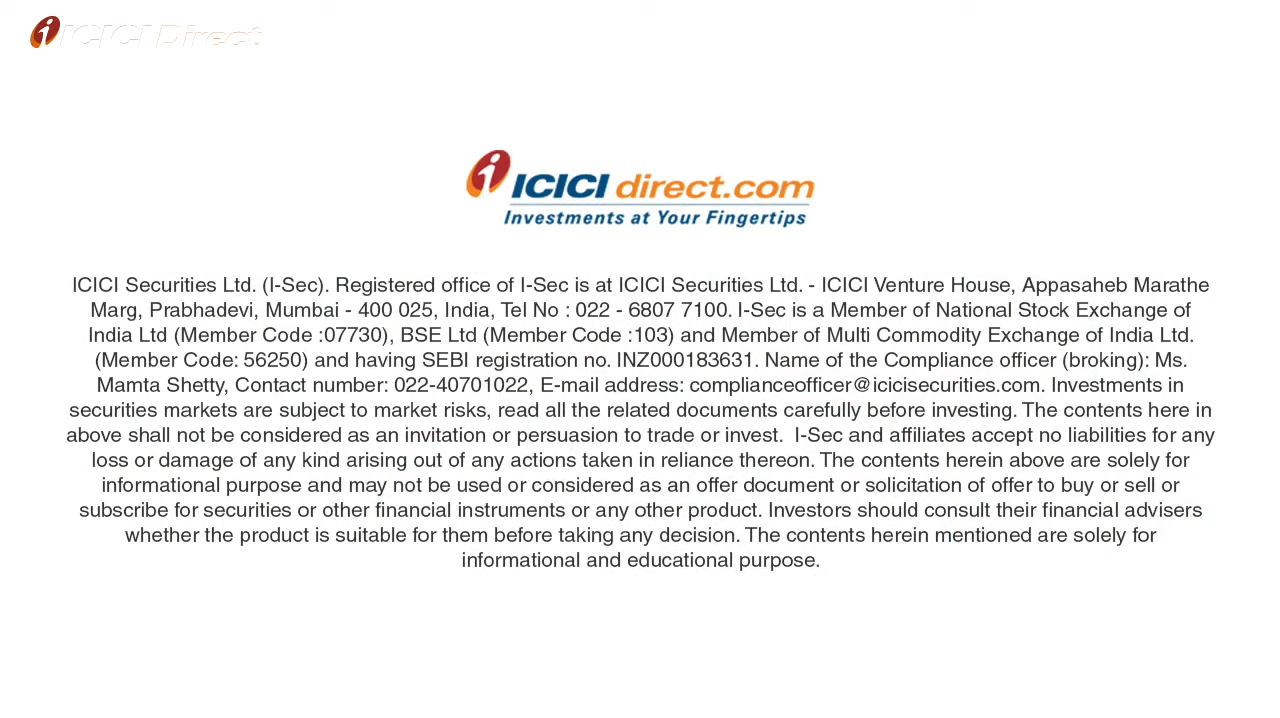 ICICI Direct
ICICI direct.com
Investments at Your Fingertips
ICICI Securities Ltd. (I-Sec). Registered office of I-Sec is at ICICI Securities Ltd. - ICICI Venture House, Appasaheb Marathe
Marg, Prabhadevi, Mumbai - 400 025, India, Tel No : 022 - 6807 7100. I-Sec is a Member of National Stock Exchange of
India Ltd (Member Code :07730), BSE Ltd (Member Code :103) and Member of Multi Commodity Exchange of India Ltd.
(Member Code: 56250) and having SEBI registration no. INZ000183631. Name of the Compliance officer (broking): Ms.
Mamta Shetty, Contact number: 022-40701022, E-mail address: complianceofficer@icicisecurities.com. Investments in
securities markets are subject to market risks, read all the related documents carefully before investing. The contents here in
above shall not be considered as an invitation or persuasion to trade or invest.  I-Sec and affiliates accept no liabilities for any
loss or damage of any kind arising out of any actions taken in reliance thereon. The contents herein above are solely for
informational purpose and may not be used or considered as an offer document or solicitation of offer to buy or sell or
subscribe for securities or other financial instruments or any other product. Investors should consult their financial advisers
whether the product is suitable for them before taking any decision. The contents herein mentioned are solely for
informational and educational purpose.